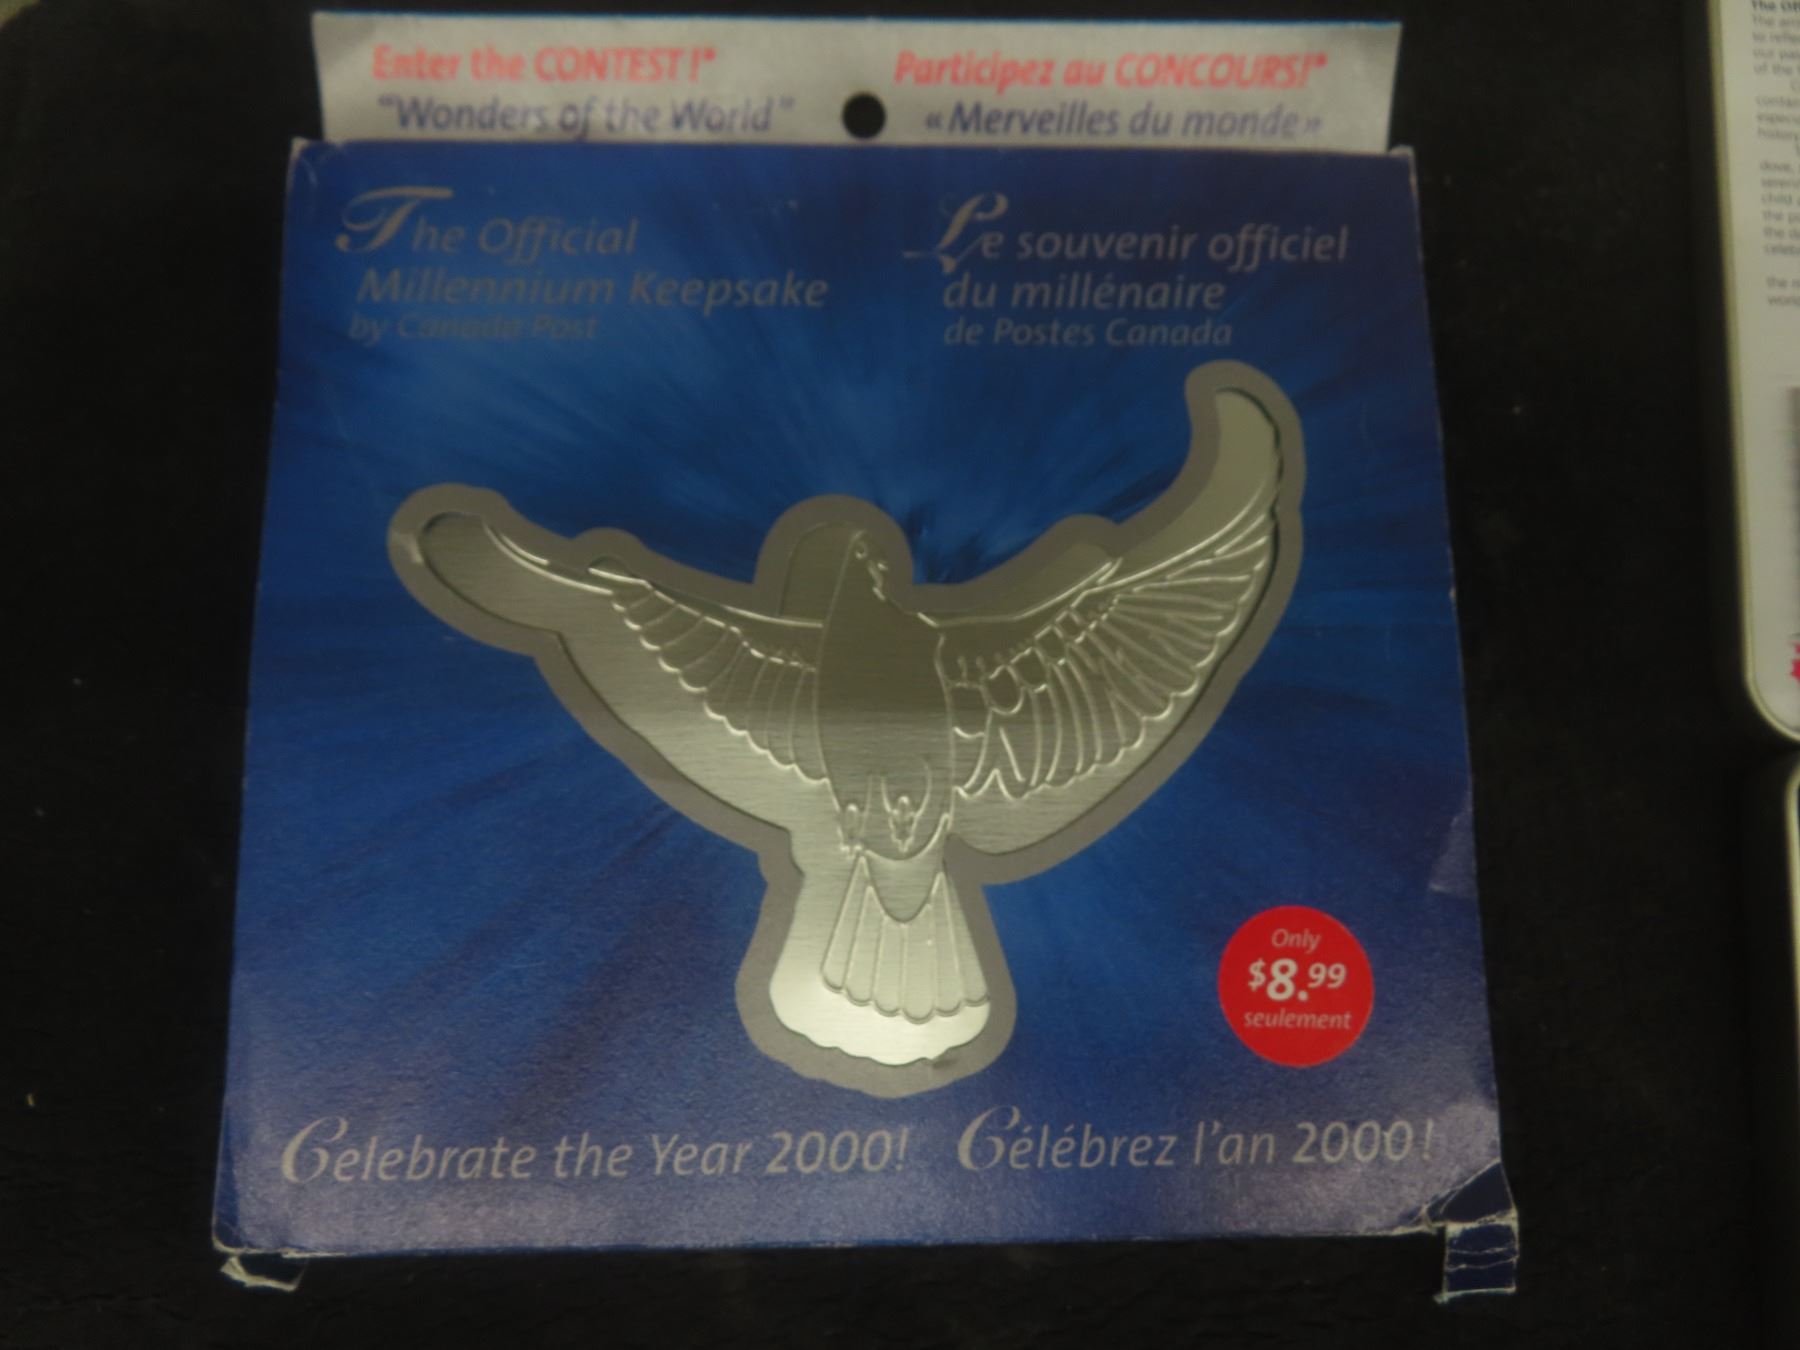 Enter the CONTEST!*
"Wonders of the World"
Participez au CONCOURS!*
« Merveilles du monde »
The Official
Millennium Keepsake
by Canada Post
Le souvenir officiel
du millénaire
de Postes Canada
Only
$8.99
seulement
Celebrate the Year 2000!
Célébrez l'an 2000!